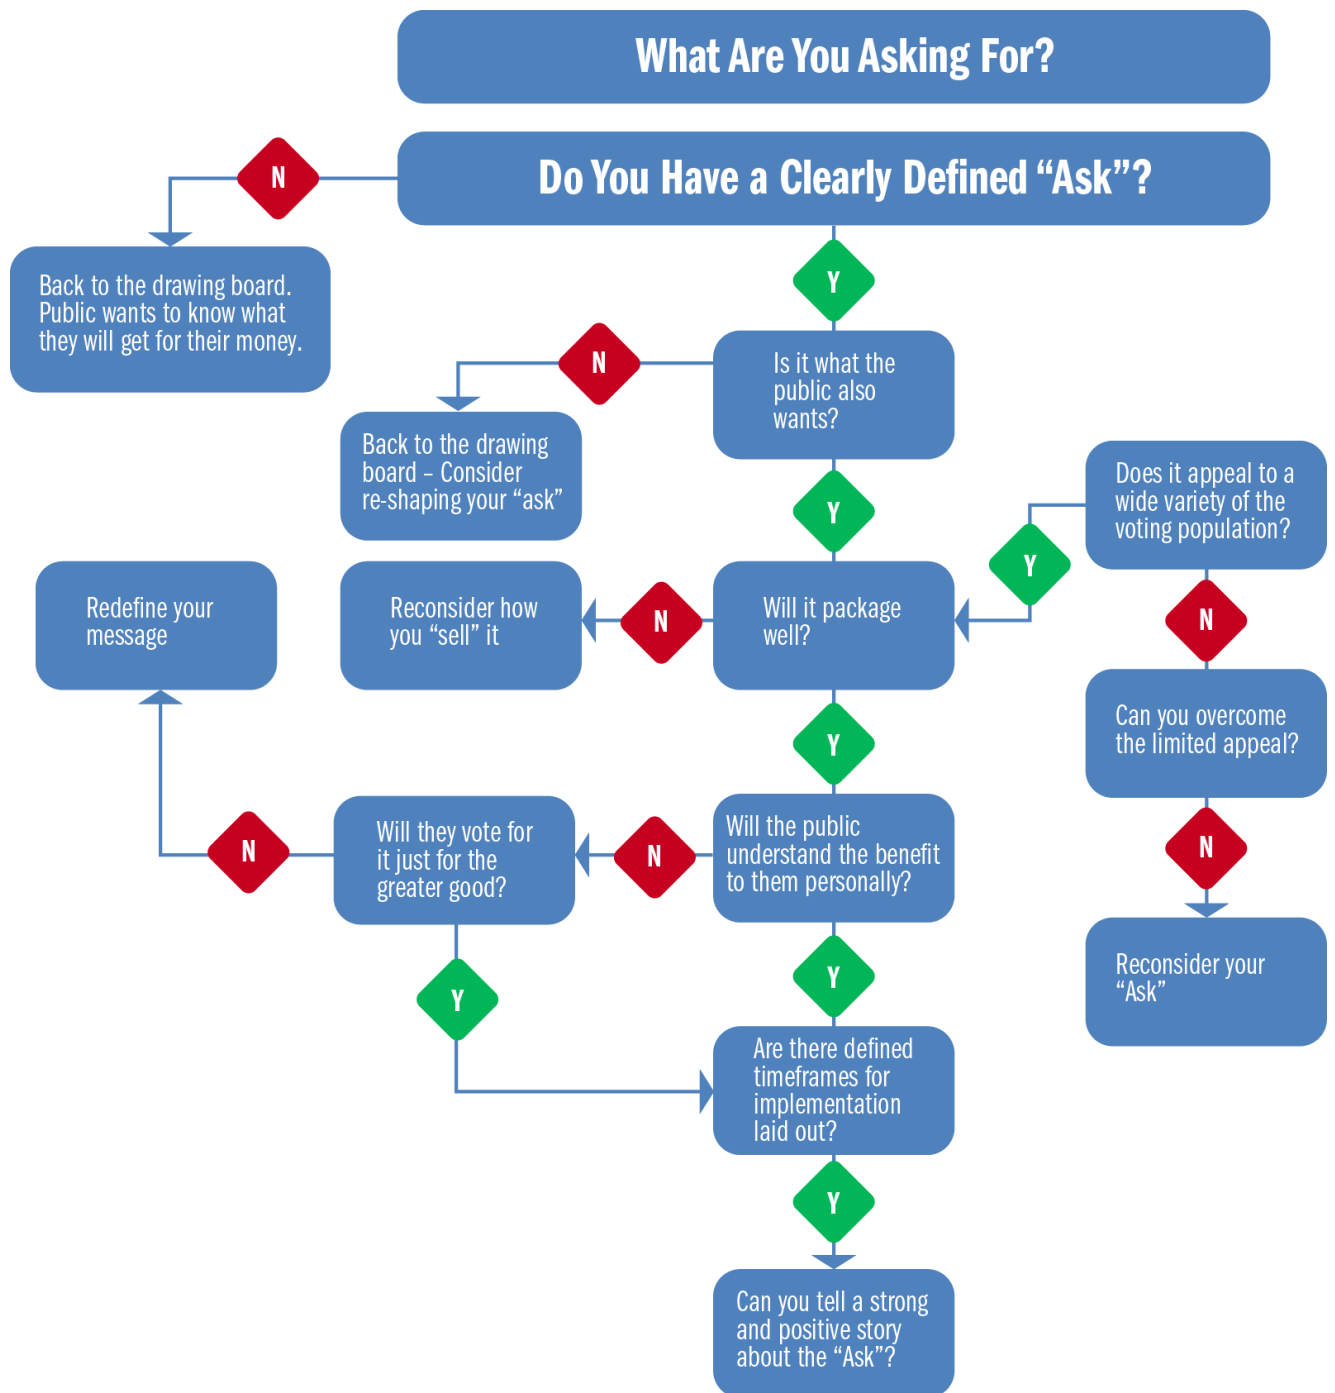 What Are You Asking For?
Do You Have a Clearly Defined “Ask”?
N
Back to the drawing board.
Public wants to know what
they will get for their money.
Y
Is it what the
public also
wants?
N
Back to the drawing
board – Consider
re-shaping your “ask”
Y
Does it appeal to a
wide variety of the
voting population?
Y
Will it package
well?
N
Reconsider how
you “sell” it
Redefine your
message
N
Can you overcome
the limited appeal?
Y
Will the public
understand the benefit
to them personally?
N
Will they vote for
it just for the
greater good?
N
N
Reconsider your
“Ask”
Y
Y
Are there defined
timeframes for
implementation
laid out?
Y
Can you tell a strong
and positive story
about the “Ask”?